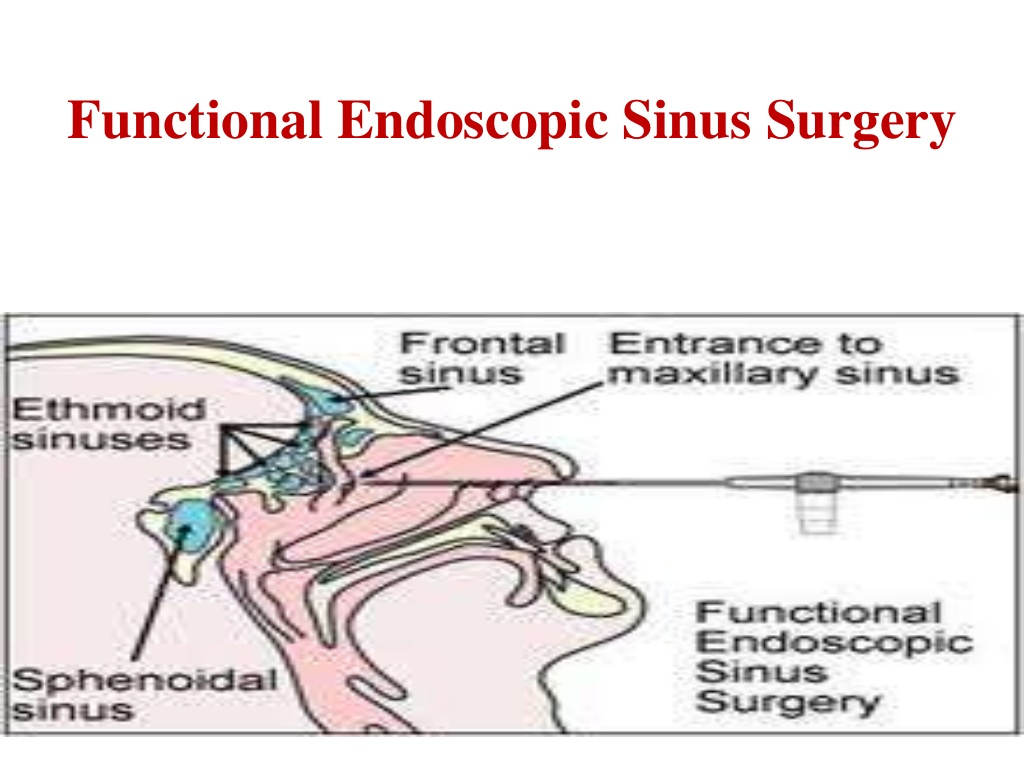 Functional Endoscopic Sinus Surgery
Frontal
sinus
Entrance to
maxillary sinus
Ethmoid
sinuses
Sphenoidal
sinus
Functional
Endoscopic
Sinus
Surgery